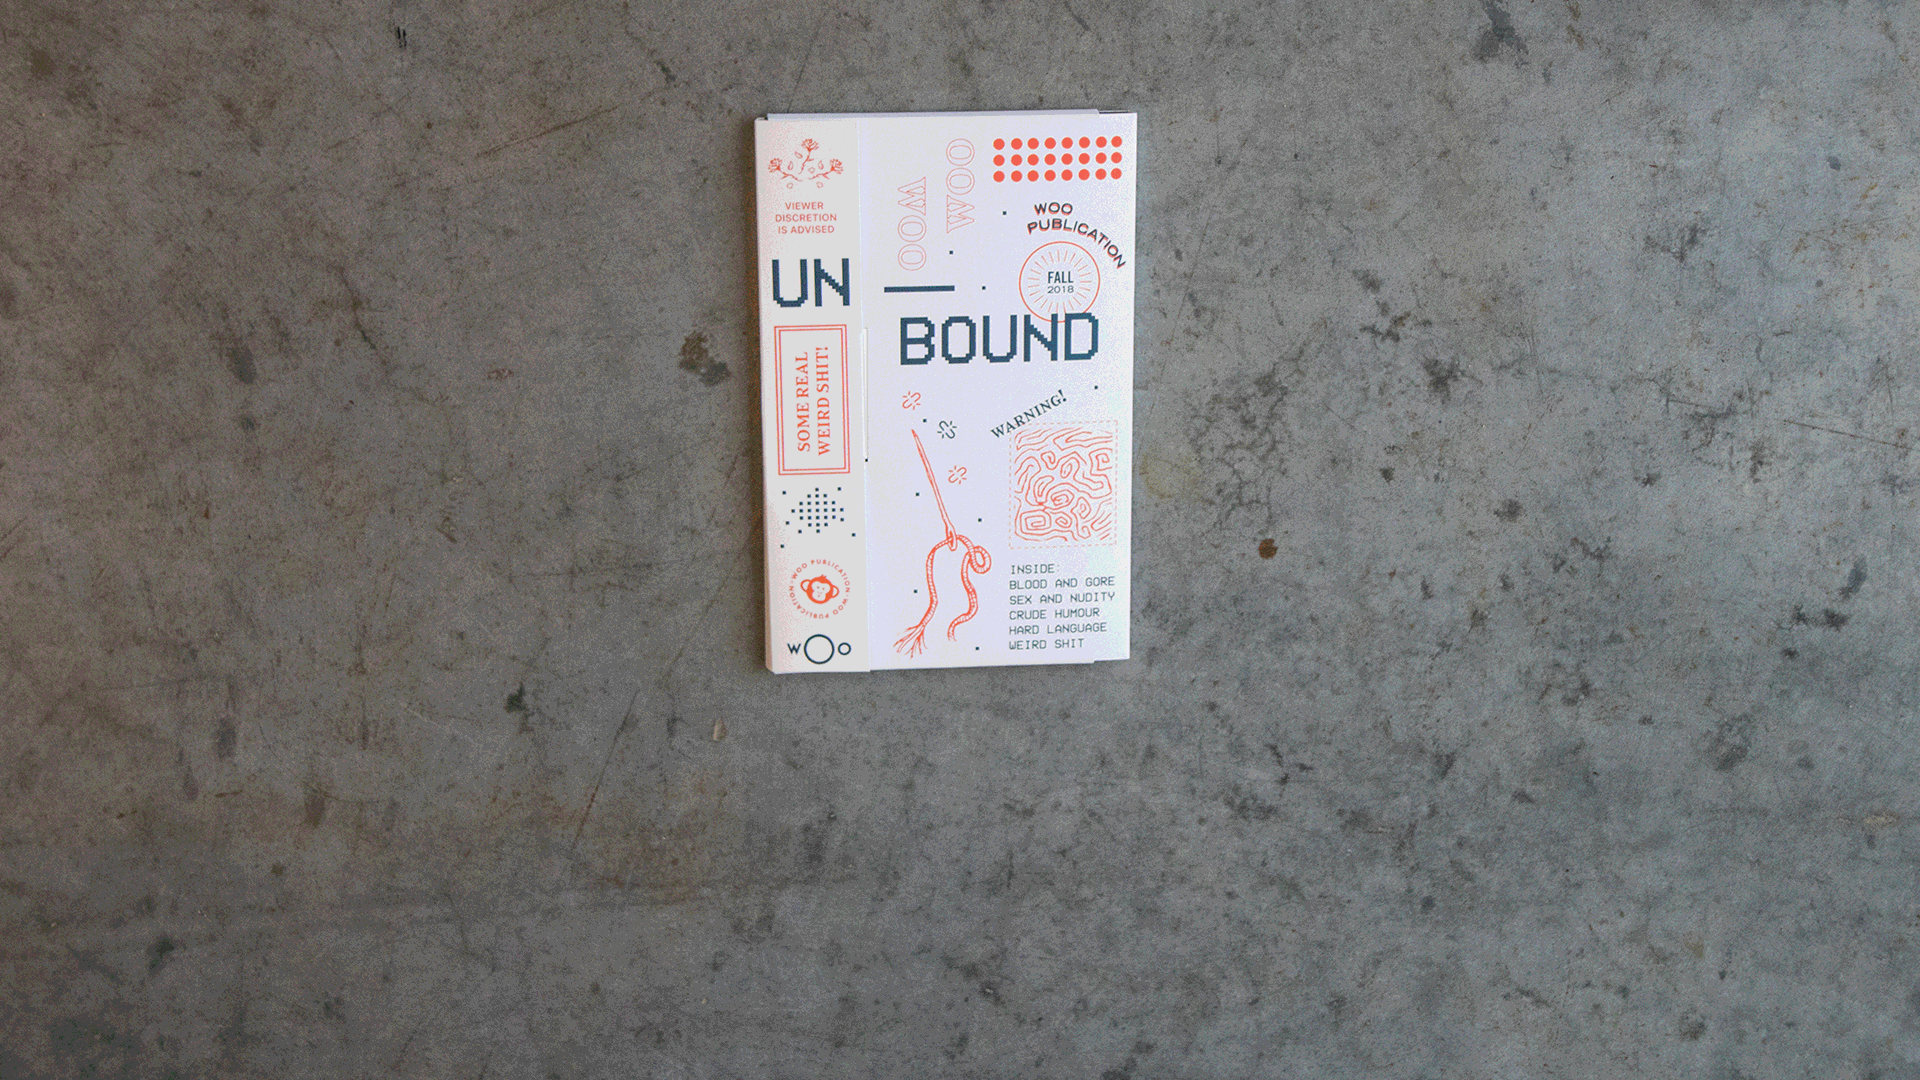 VIEWER
DISCRETION
IS ADVISED
UN
SOME REAL
WEIRD SHIT!
WOO PUBLICATION · WOO PUBLICATION ·
WOO
WOO
WOO
WOO
PUBLICATION
FALL
2018
BOUND
WARNING!
INSIDE:
BLOOD AND GORE
SEX AND NUDITY
CRUDE HUMOUR
HARD LANGUAGE
WEIRD SHIT